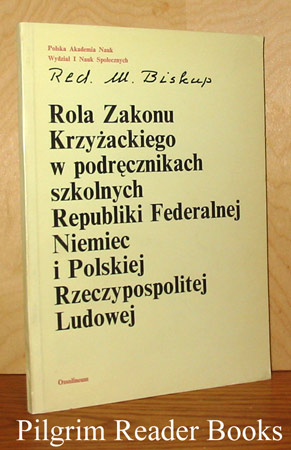 Polska Akademia Nauk
Wydział I Nauk Społecznych
Red. M. Biskup
Rola Zakonu
Krzyżackiego
w podręcznikach
szkolnych
Republiki Federalnej
Niemiec
i Polskiej
Rzeczypospolitej
Ludowej
Ossolineum
Pilgrim Reader Books